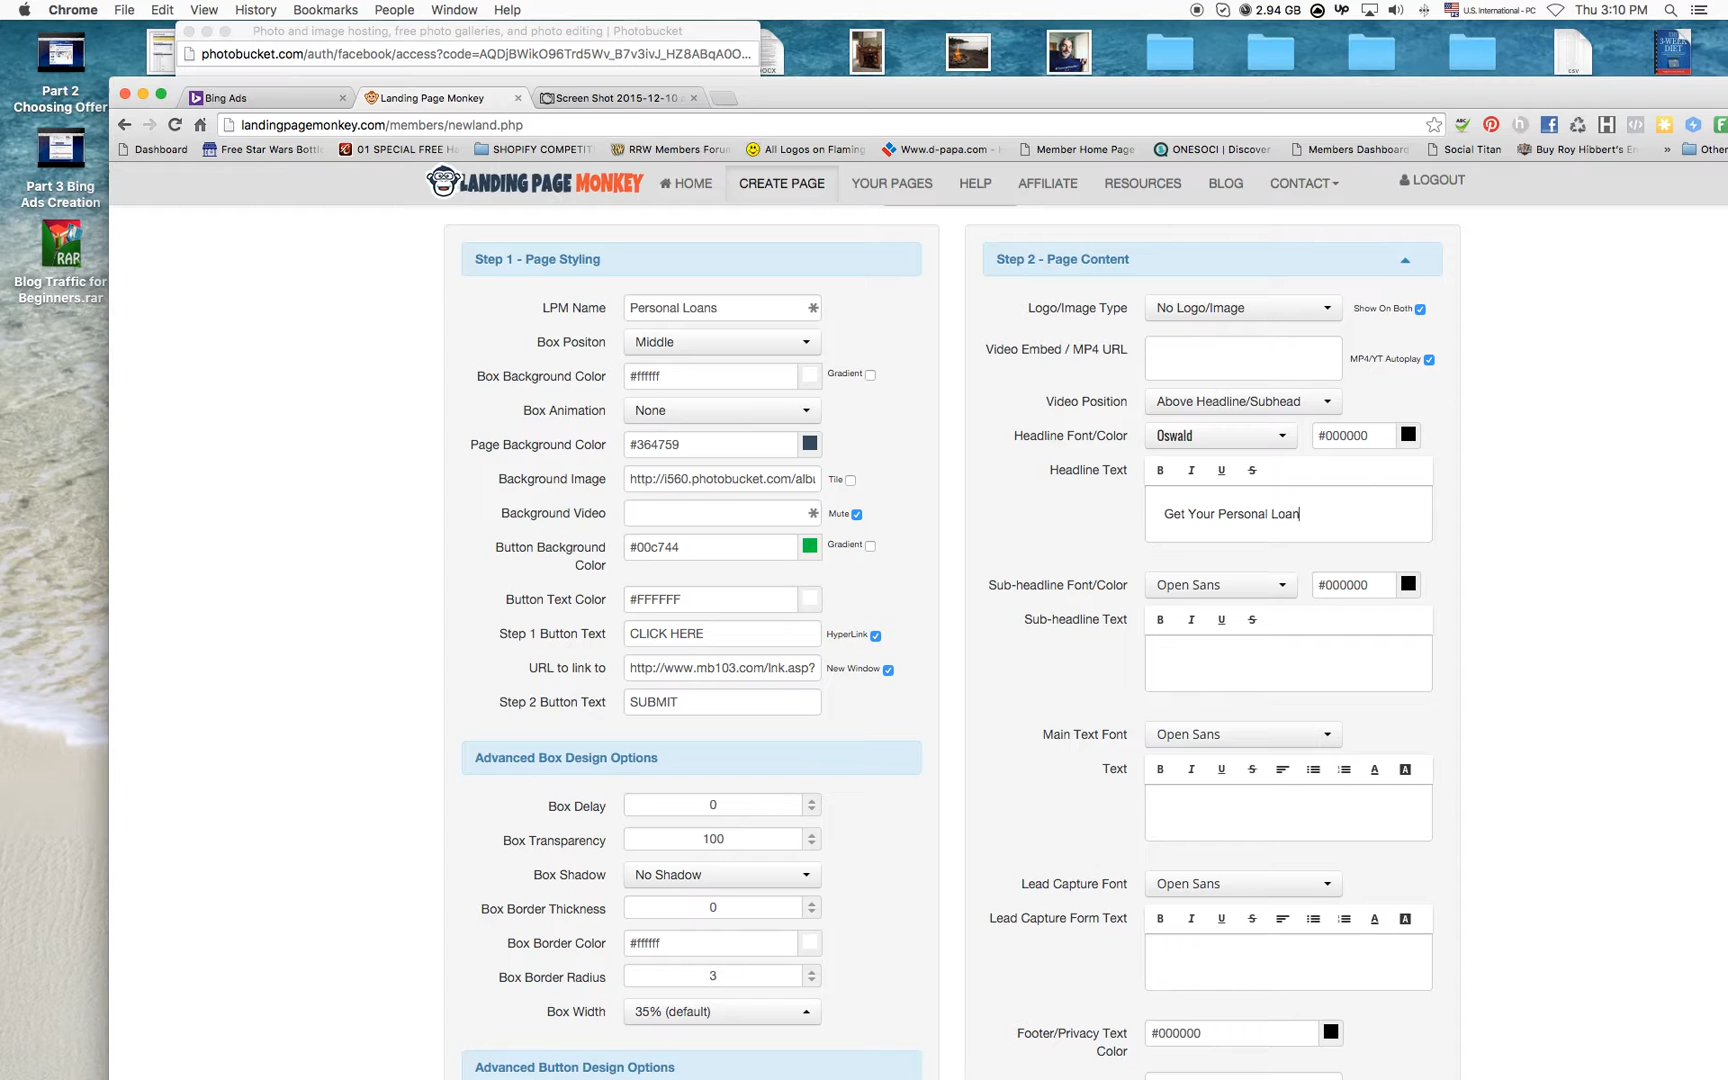 Chrome File Edit View History Bookmarks People Window Help 2.94 GB Up U.S. International - PC Thu 3:10 PM
Photo and image hosting, free photo galleries, and photo editing | Photobucket
photobucket.com/auth/facebook/access?code=AQDjBWikO96Trd5Wv_B7v3ivJ_HZ8ABqAOO...
DOCX
CSV
THE 3-WEEK DIET
Part 2
Choosing Offer
Part 3 Bing
Ads Creation
RAR
Blog Traffic for
Beginners.rar
Bing Ads
Landing Page Monkey
Screen Shot 2015-12-10
landingpagemonkey.com/members/newland.php
Dashboard Free Star Wars Bottl 01 SPECIAL FREE Ha SHOPIFY COMPETIT RRW Members Foru All Logos on Flaming Www.d-papa.com - Member Home Page ONESOCI | Discover Members Dashboard Social Titan Buy Roy Hibbert's E » Other
LANDING PAGE MONKEY HOME CREATE PAGE YOUR PAGES HELP AFFILIATE RESOURCES BLOG CONTACT LOGOUT
Step 1 - Page Styling
LPM Name Personal Loans
Box Positon Middle
Box Background Color #ffffff Gradient
Box Animation None
Page Background Color #364759
Background Image http://i560.photobucket.com/albu Tile
Background Video Mute
Button Background
Color #00c744 Gradient
Button Text Color #FFFFFF
Step 1 Button Text CLICK HERE HyperLink
URL to link to http://www.mb103.com/lnk.asp? New Window
Step 2 Button Text SUBMIT
Advanced Box Design Options
Box Delay 0
Box Transparency 100
Box Shadow No Shadow
Box Border Thickness 0
Box Border Color #ffffff
Box Border Radius 3
Box Width 35% (default)
Advanced Button Design Options
Step 2 - Page Content
Logo/Image Type No Logo/Image Show On Both
Video Embed / MP4 URL MP4/YT Autoplay
Video Position Above Headline/Subhead
Headline Font/Color Oswald #000000
Headline Text B I U S
Get Your Personal Loan
Sub-headline Font/Color Open Sans #000000
Sub-headline Text B I U S
Main Text Font Open Sans
Text B I U S A A
Lead Capture Font Open Sans
Lead Capture Form Text B I U S A A
Footer/Privacy Text
Color #000000